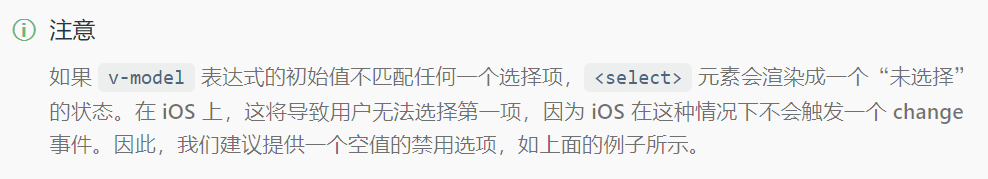 注意
如果 v-model 表达式的初始值不匹配任何一个选择项，<select> 元素会渲染成一个“未选择”
的状态。在 iOS 上，这将导致用户无法选择第一项，因为 iOS 在这种情况下不会触发一个 change
事件。因此，我们建议提供一个空值的禁用选项，如上面的例子所示。